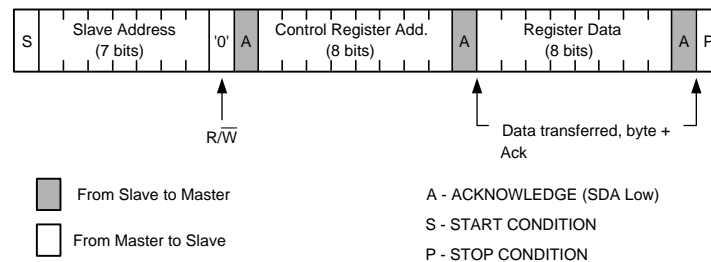 S Slave Address (7 bits) '0' A Control Register Add. (8 bits) A Register Data (8 bits) A P
R/W̅
Data transferred, byte +
Ack
From Slave to Master
From Master to Slave
A - ACKNOWLEDGE (SDA Low)
S - START CONDITION
P - STOP CONDITION